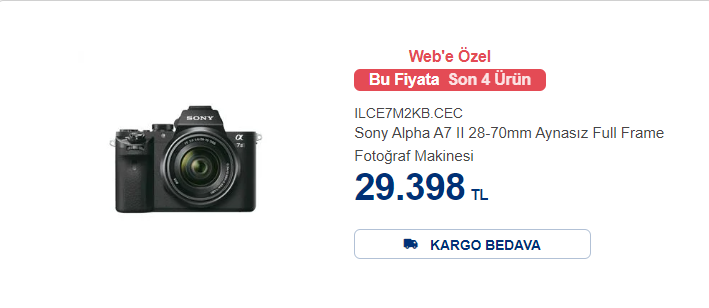 Web'e Özel
Bu Fiyata Son 4 Ürün
ILCE7M2KB.CEC
Sony Alpha A7 II 28-70mm Aynasız Full Frame
Fotoğraf Makinesi
29.398 TL
KARGO BEDAVA
SONY
α